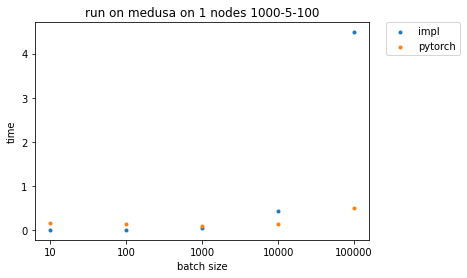 run on medusa on 1 nodes 1000-5-100
impl
pytorch
4
3
2
1
0
time
10 100 1000 10000 100000
batch size